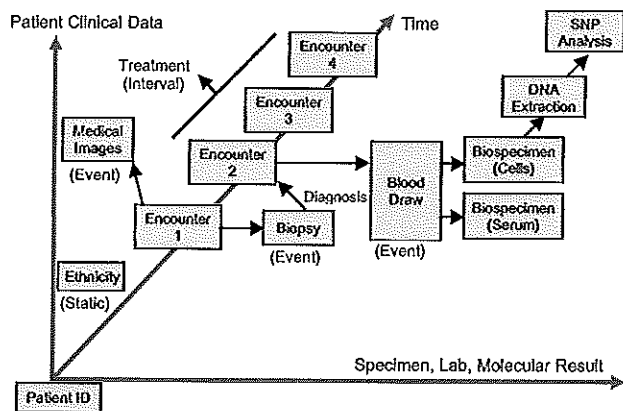 Patient Clinical Data
Time
SNP
Analysis
Encounter
4
Treatment
(Interval)
DNA
Extraction
Encounter
3
Medical
Images
(Event)
Encounter
2
Blood
Draw
(Event)
Biospecimen
(Cells)
Diagnosis
Encounter
1
Biopsy
(Event)
Biospecimen
(Serum)
Ethnicity
(Static)
Specimen, Lab, Molecular Result
Patient ID